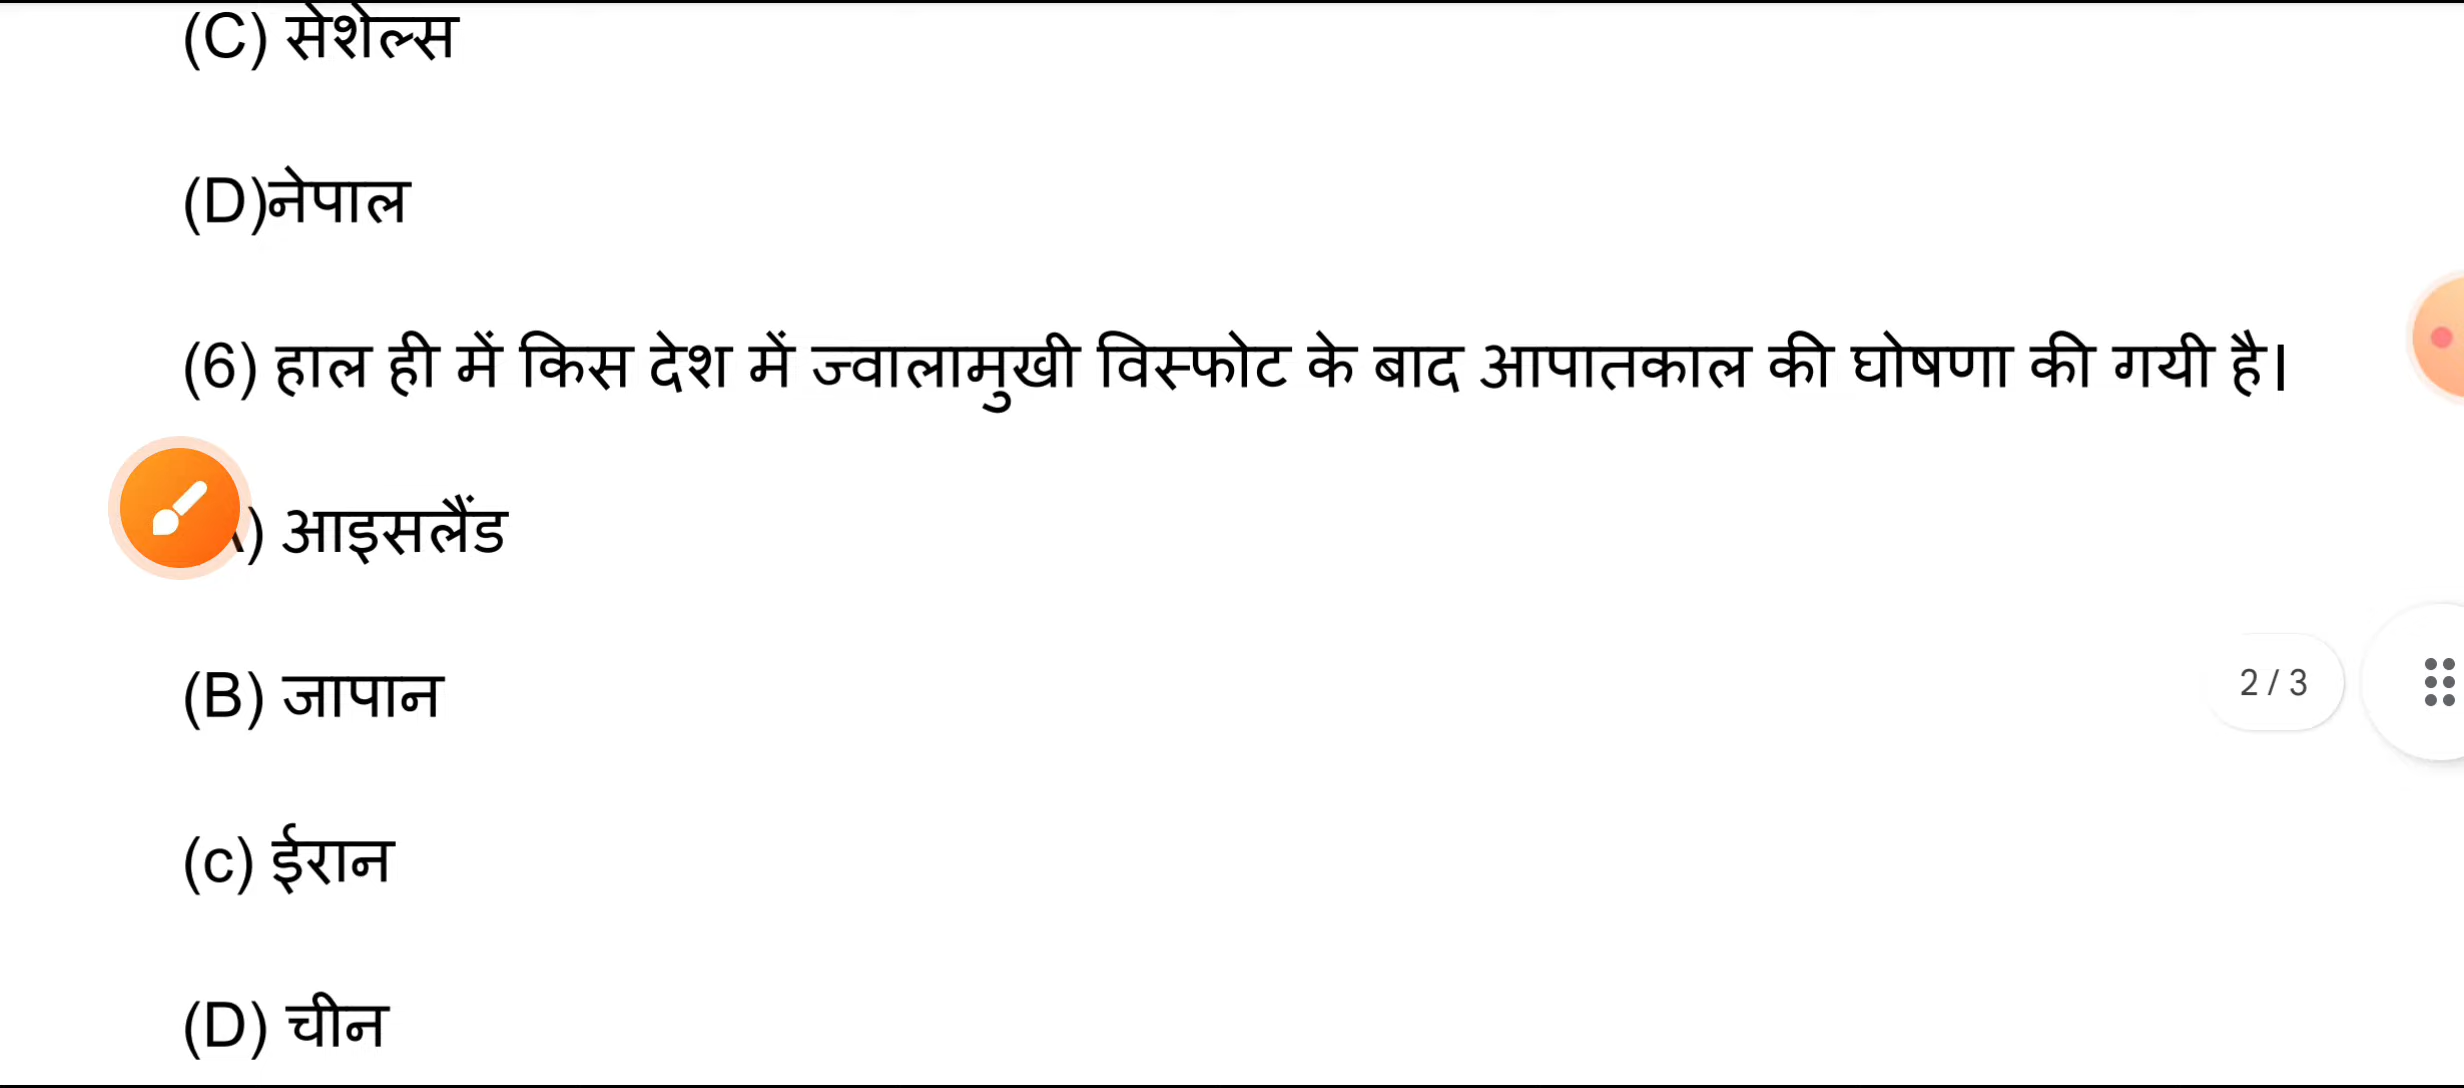 (C) सेशेल्स
(D)नेपाल
(6) हाल ही में किस देश में ज्वालामुखी विस्फोट के बाद आपातकाल की घोषणा की गयी है।
) आइसलैंड
(B) जापान
2 / 3
(c) ईरान
(D) चीन